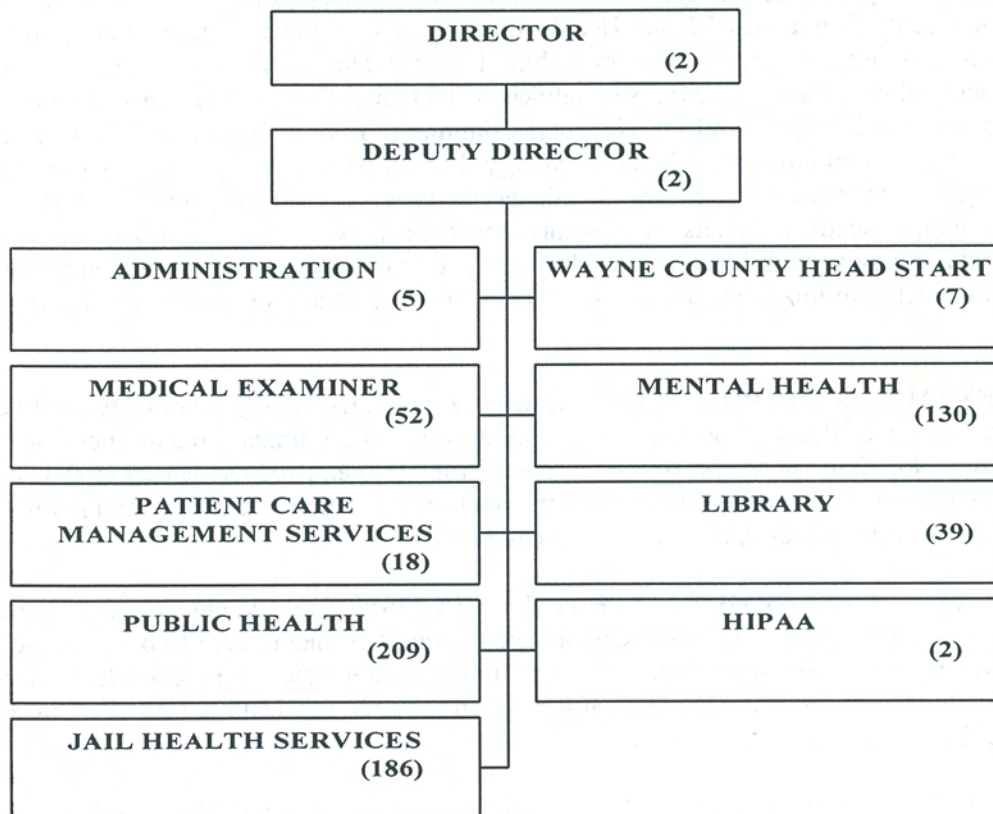 DIRECTOR
(2)
DEPUTY DIRECTOR
(2)
ADMINISTRATION
(5)
WAYNE COUNTY HEAD START
(7)
MEDICAL EXAMINER
(52)
MENTAL HEALTH
(130)
PATIENT CARE
MANAGEMENT SERVICES
(18)
LIBRARY
(39)
PUBLIC HEALTH
(209)
HIPAA
(2)
JAIL HEALTH SERVICES
(186)